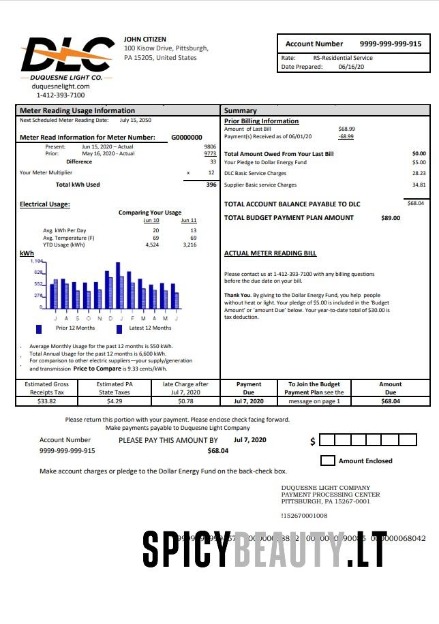 DLC
DUQUESNE LIGHT CO.
duquesnelight.com
1-412-393-7100
JOHN CITIZEN
100 Kisow Drive, Pittsburgh,
PA 15205, United States
Account Number 9999-999-999-915
Rate: RS-Residential Service
Date Prepared: 06/16/20
Meter Reading Usage Information
Next Scheduled Meter Reading Date: July 15, 2050
Meter Read Information for Meter Number: G0000000
Present: Jun 15, 2020 – Actual 9806
Prior: May 16, 2020 - Actual 9773
Difference 33
Your Meter Multiplier x 12
Total kWh Used 396
Electrical Usage:
Comparing Your Usage
Jun 10 Jun 11
Avg. kWh Per Day 20 13
Avg. Temperature (F) 69 69
YTD Usage (kWh) 4,524 3,216
kWh
1,104
828
552
276
0
J A S O N D J F M A M J
Prior 12 Months Latest 12 Months
Average Monthly Usage for the past 12 months is 550 kWh.
Total Annual Usage for the past 12 months is 6,600 kWh.
For comparison to other electric suppliers—your supply/generation
and transmission Price to Compare is 9.33 cents/kWh.
Summary
Prior Billing Information
Amount of Last Bill $68.99
Payment(s) Received as of 06/01/20 -68.99
Total Amount Owed From Your Last Bill $0.00
Your Pledge to Dollar Energy Fund $5.00
DLC Basic Service Charges 28.23
Supplier Basic service Charges 34.81
TOTAL ACCOUNT BALANCE PAYABLE TO DLC $68.04
TOTAL BUDGET PAYMENT PLAN AMOUNT $89.00
ACTUAL METER READING BILL
Please contact us at 1-412-393-7100 with any billing questions
before the due date on your bill.
Thank You. By giving to the Dollar Energy Fund, you help people
without heat or light. Your pledge of $5.00 is included in the 'Budget
Amount' or 'amount Due' below. Your year-to-date total of $30.00 is
tax deduction.
Estimated Gross Receipts Tax $33.82
Estimated PA State Taxes $4.29
late Charge after Jul 7, 2020 $0.78
Payment Due Jul 7, 2020
To Join the Budget Payment Plan see the message on page 1
Amount Due $68.04
Please return this portion with your payment. Please enclose check facing forward.
Make payments payable to Duquesne Light Company
Account Number PLEASE PAY THIS AMOUNT BY Jul 7, 2020 $
9999-999-999-915 $68.04
Amount Enclosed
Make account charges or pledge to the Dollar Energy Fund on the back-check box.
DUQUESNE LIGHT COMPANY
PAYMENT PROCESSING CENTER
PITTSBURGH, PA 15267-0001
!152670001008
SPICYBEAUTY.LT